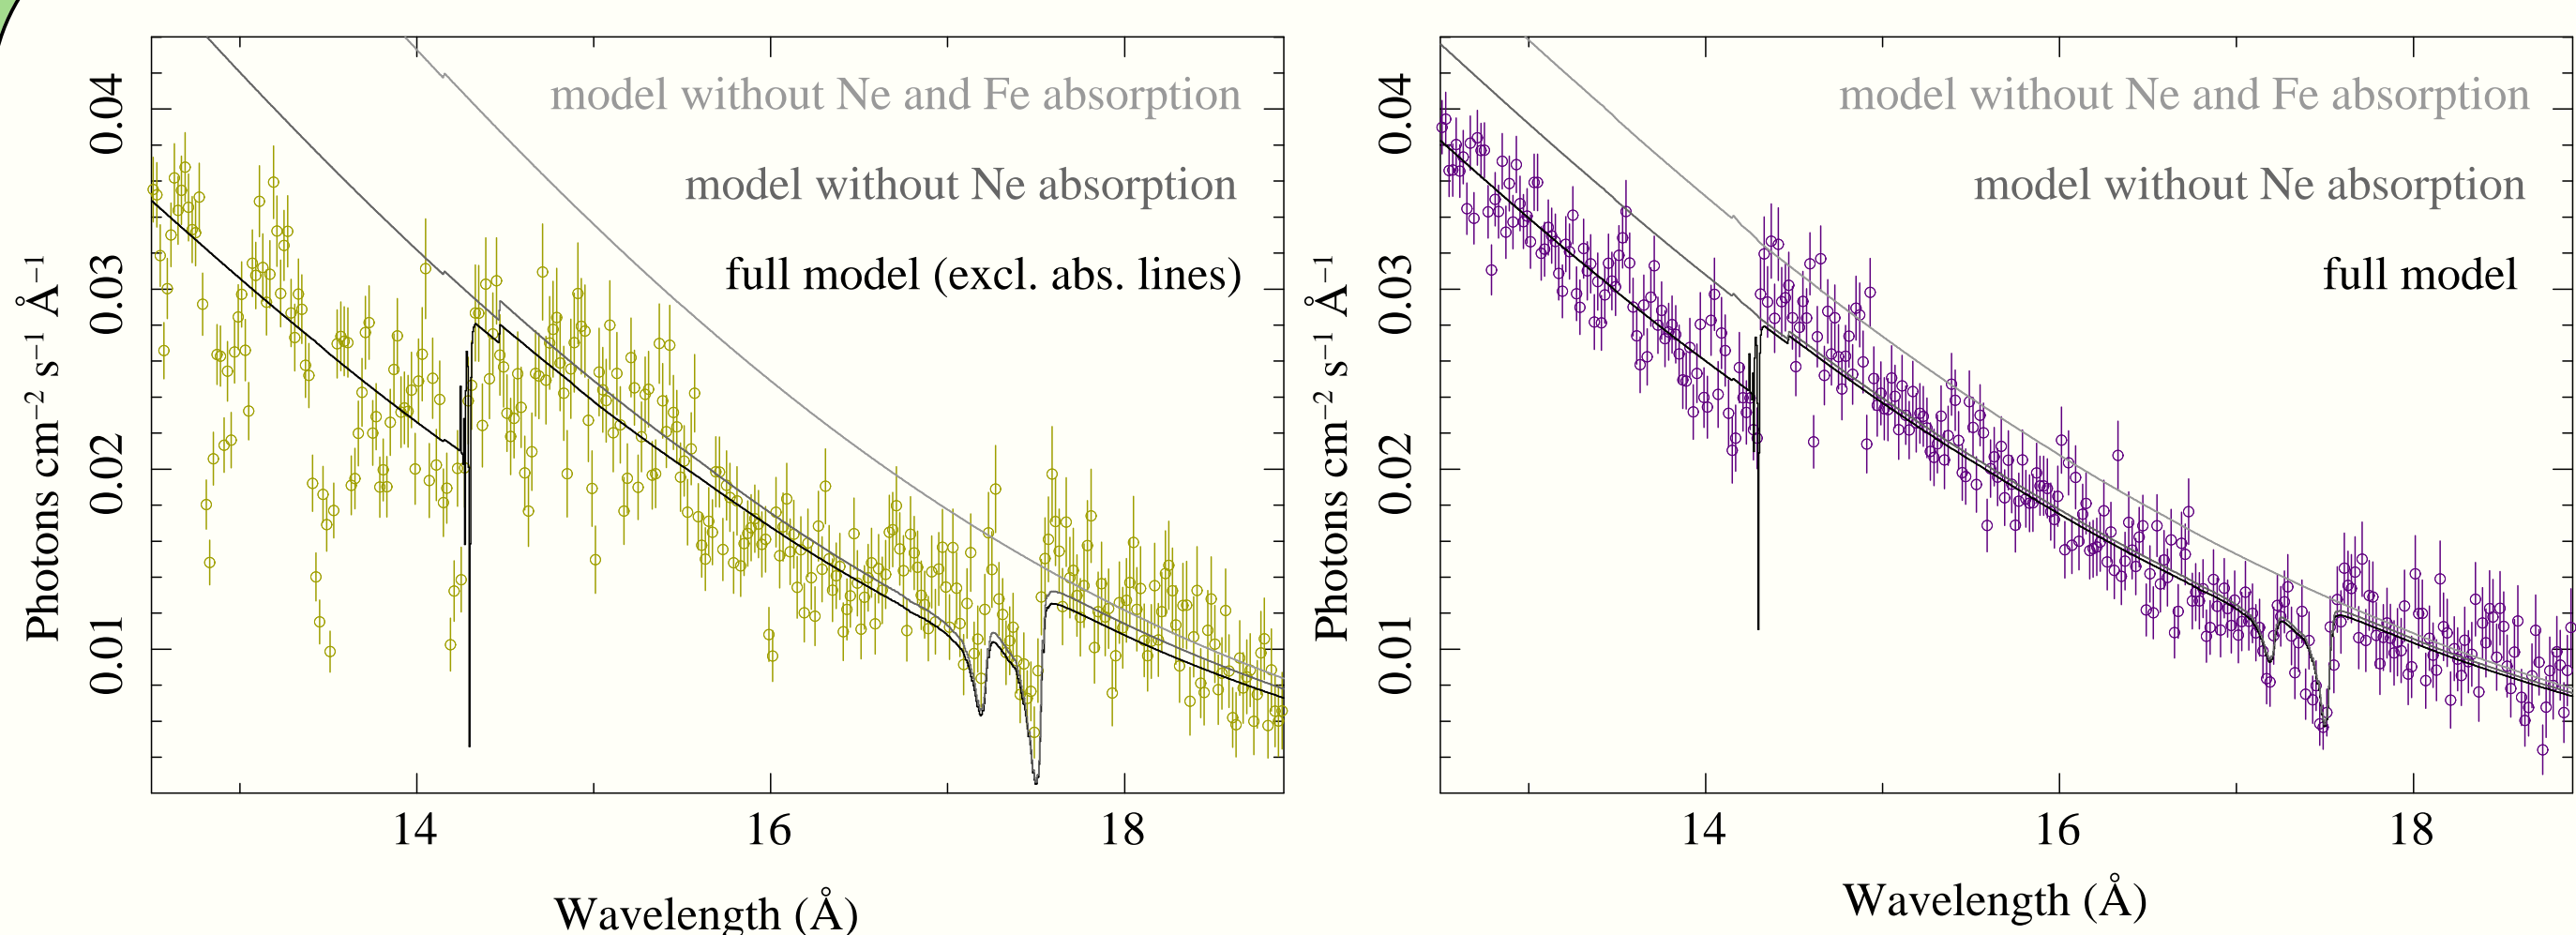 model without Ne and Fe absorption
model without Ne absorption
full model (excl. abs. lines)
Photons cm⁻² s⁻¹ Å⁻¹
0.04
0.03
0.02
0.01
14 16 18
Wavelength (Å)
model without Ne and Fe absorption
model without Ne absorption
full model
Photons cm⁻² s⁻¹ Å⁻¹
0.04
0.03
0.02
0.01
14 16 18
Wavelength (Å)